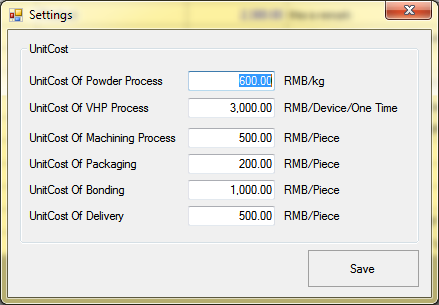 Settings
UnitCost
UnitCost Of Powder Process 600.00 RMB/kg
UnitCost Of VHP Process 3,000.00 RMB/Device/One Time
UnitCost Of Machining Process 500.00 RMB/Piece
UnitCost Of Packaging 200.00 RMB/Piece
UnitCost Of Bonding 1,000.00 RMB/Piece
UnitCost Of Delivery 500.00 RMB/Piece
Save